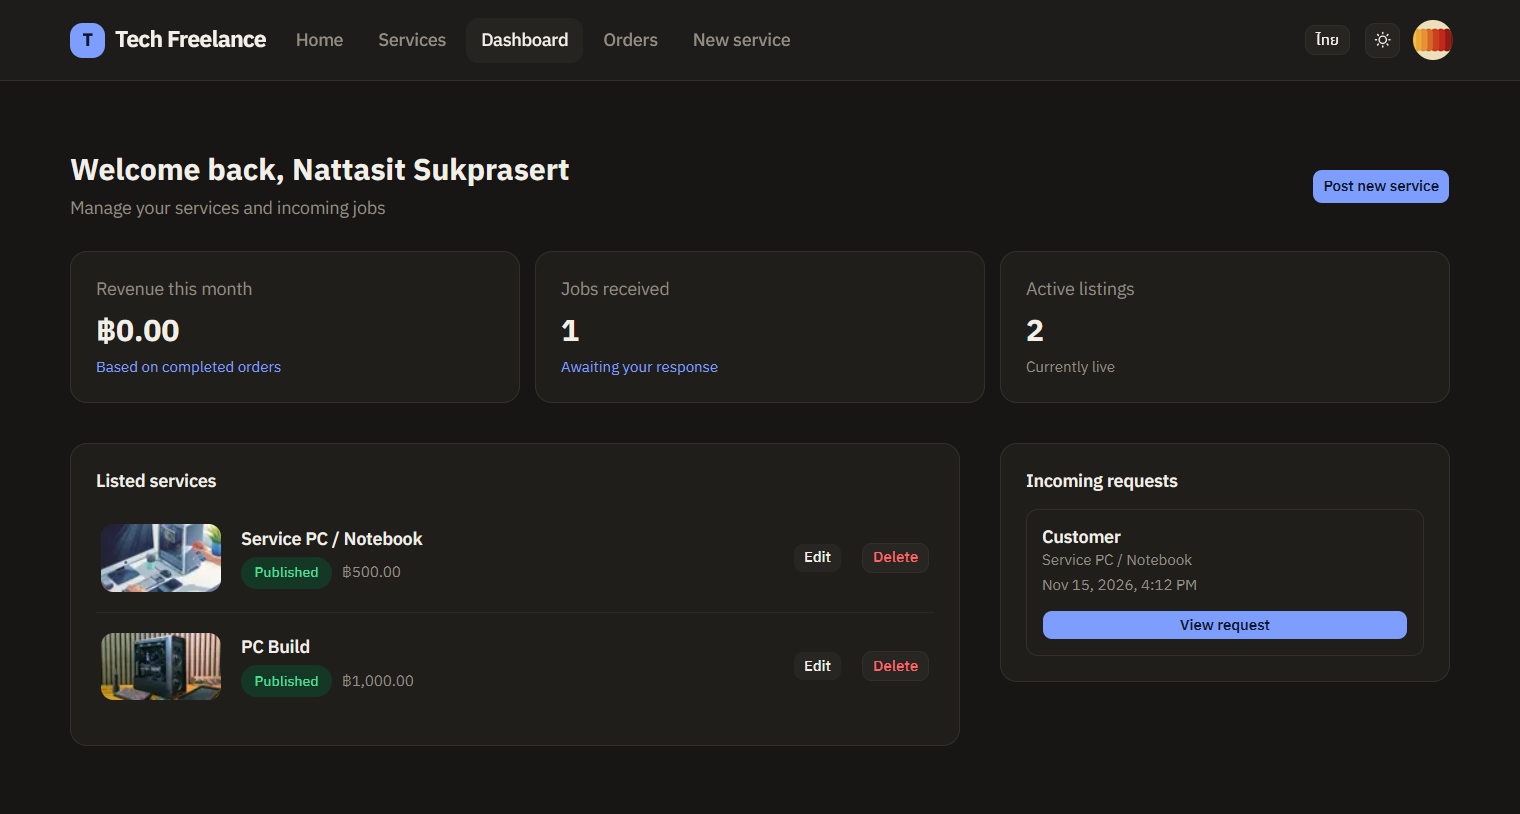 T Tech Freelance Home Services Dashboard Orders New service ไทย
Welcome back, Nattasit Sukprasert
Manage your services and incoming jobs
Post new service
Revenue this month
฿0.00
Based on completed orders
Jobs received
1
Awaiting your response
Active listings
2
Currently live
Listed services
Service PC / Notebook
Published ฿500.00
Edit Delete
PC Build
Published ฿1,000.00
Edit Delete
Incoming requests
Customer
Service PC / Notebook
Nov 15, 2026, 4:12 PM
View request